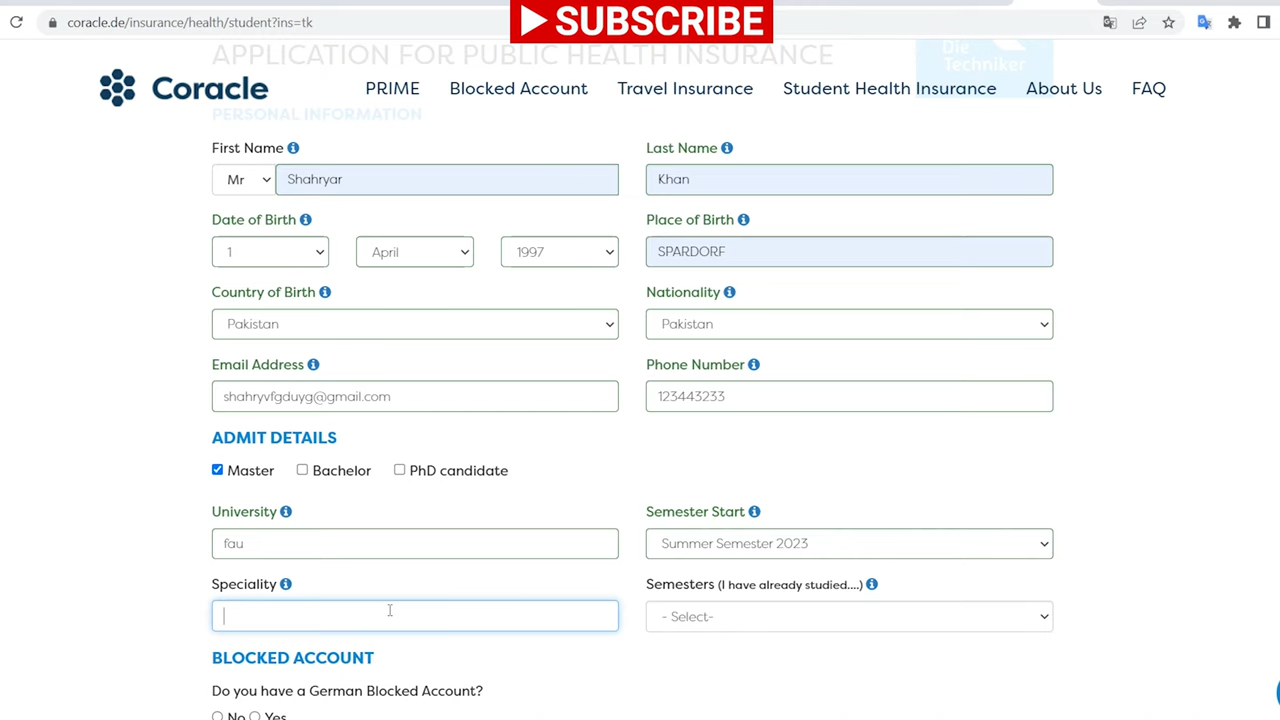 coracle.de/insurance/health/student?ins=tk
SUBSCRIBE
APPLICATION FOR PUBLIC HEALTH INSURANCE
Die
Techniker
Coracle
PRIME
Blocked Account
Travel Insurance
Student Health Insurance
About Us
FAQ
PERSONAL INFORMATION
First Name
Last Name
Mr
Shahryar
Khan
Date of Birth
Place of Birth
1
April
1997
SPARDORF
Country of Birth
Nationality
Pakistan
Pakistan
Email Address
Phone Number
shahryvfgduyg@gmail.com
123443233
ADMIT DETAILS
Master
Bachelor
PhD candidate
University
Semester Start
fau
Summer Semester 2023
Speciality
Semesters (I have already studied....)
- Select-
BLOCKED ACCOUNT
Do you have a German Blocked Account?
No
Yes